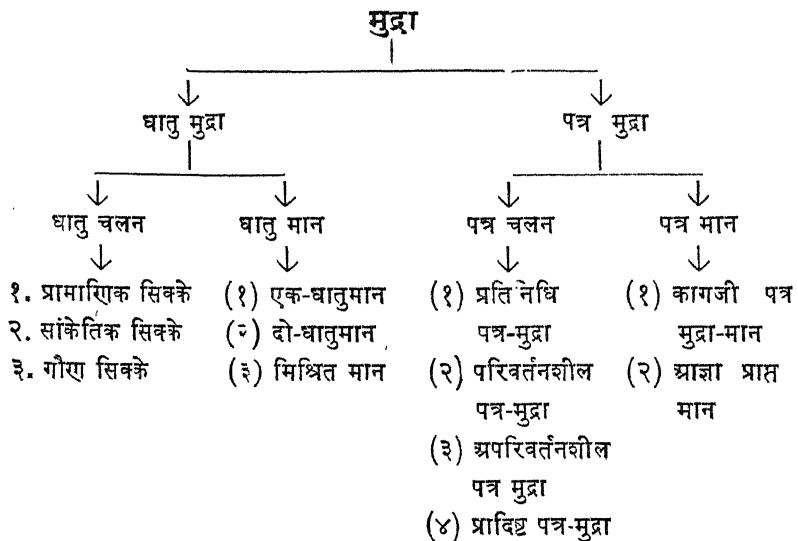 मुद्रा
धातु मुद्रा पत्र मुद्रा
धातु चलन धातु मान पत्र चलन पत्र मान
१. प्रामाणिक सिक्के (१) एक-धातुमान (१) प्रति नधि (१) कागजी पत्र
२. सांकेतिक सिक्के (२) दो-धातुमान पत्र-मुद्रा मुद्रा-मान
३. गौण सिक्के (३) मिश्रित मान (२) परिवर्तनशील (२) आज्ञा प्राप्त
पत्र-मुद्रा मान
(३) अपरिवर्तनशील
पत्र मुद्रा
(४) प्रादिष्ट पत्र-मुद्रा